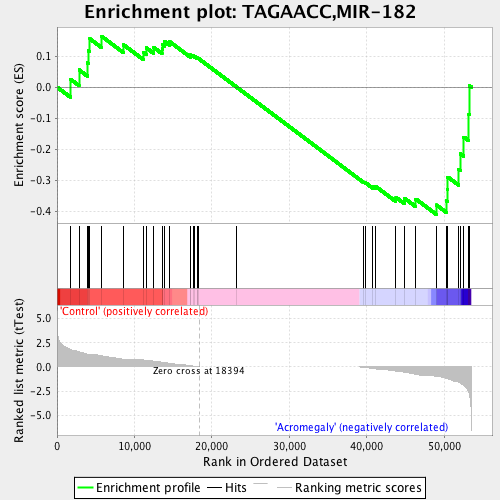 Enrichment plot: TAGAACC,MIR-182
Enrichment score (ES)
0.1
0.0
-0.1
-0.2
-0.3
-0.4
'Control' (positively correlated)
Ranked list metric (tTest)
5.0
2.5
0.0
-2.5
-5.0
Zero cross at 18394
'Acromegaly' (negatively correlated)
0 10,000 20,000 30,000 40,000 50,000
Rank in Ordered Dataset
Enrichment profile Hits Ranking metric scores